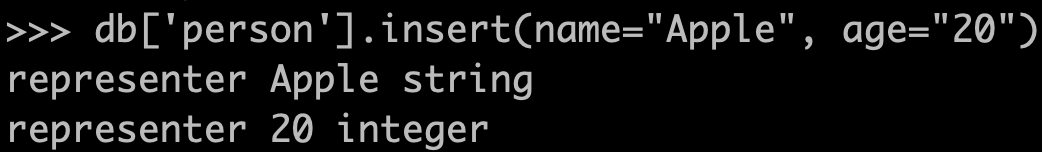 >>> db['person'].insert(name="Apple", age="20")
representer Apple string
representer 20 integer